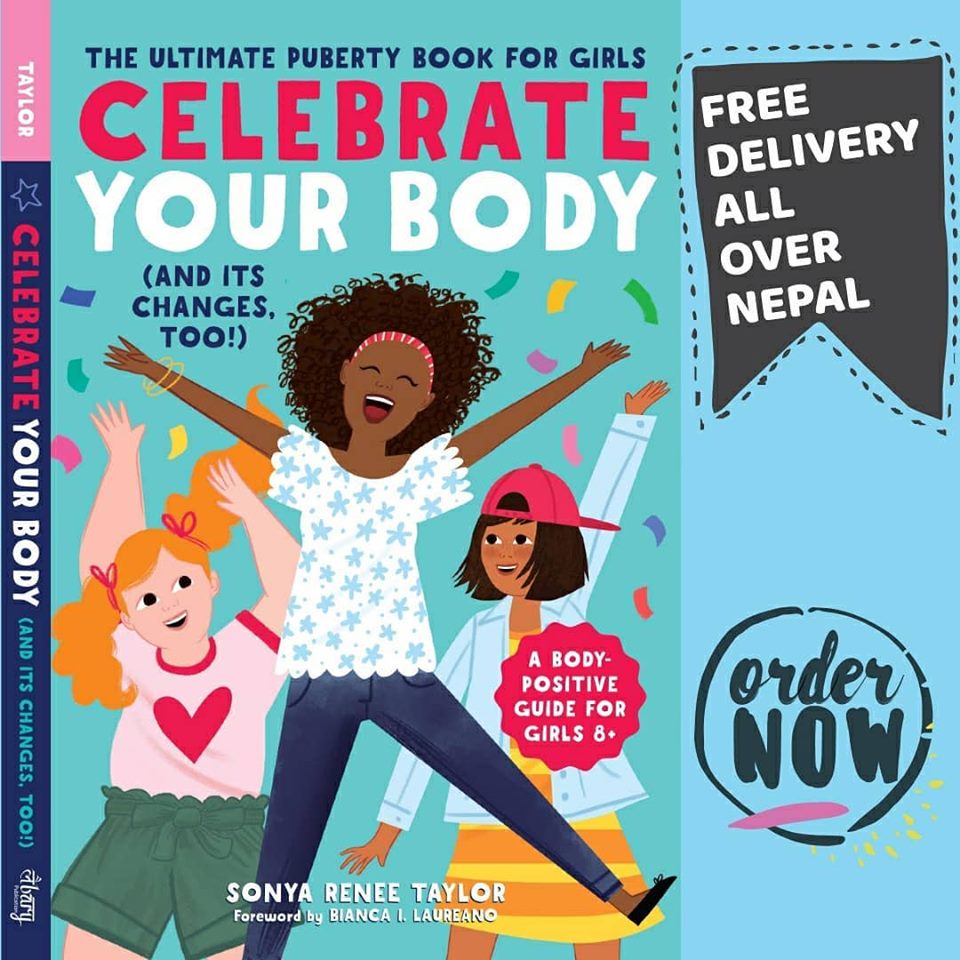 TAYLOR
CELEBRATE YOUR BODY (AND ITS CHANGES, TOO!)
Publication
THE ULTIMATE PUBERTY BOOK FOR GIRLS
CELEBRATE
YOUR BODY
(AND ITS
CHANGES,
TOO!)
A BODY-
POSITIVE
GUIDE FOR
GIRLS 8+
SONYA RENEE TAYLOR
Foreword by BIANCA I. LAUREANO
FREE
DELIVERY
ALL
OVER
NEPAL
order
NOW